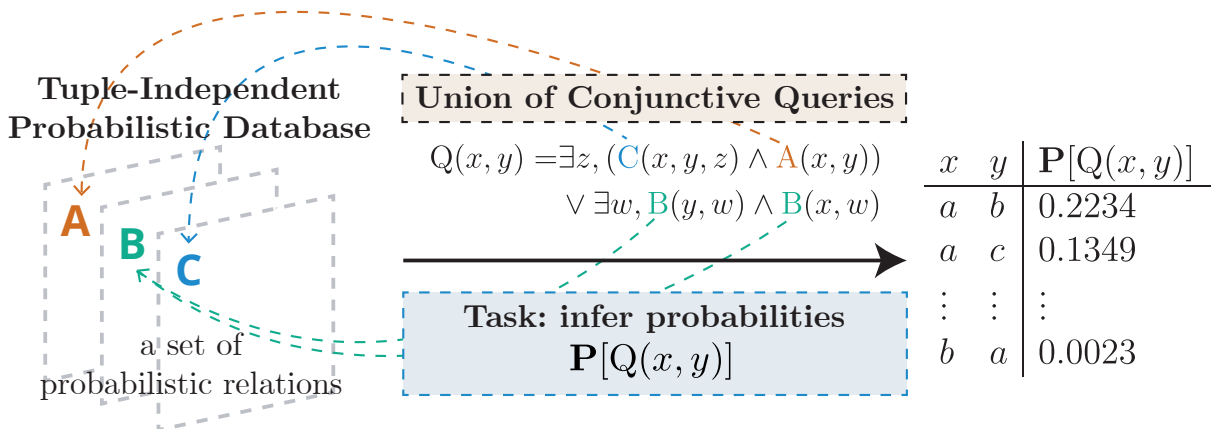 Tuple-Independent
Probabilistic Database
A
B
C
a set of
probabilistic relations
Union of Conjunctive Queries
Q(x, y) =∃z, (C(x, y, z) ∧ A(x, y))
∨ ∃w, B(y, w) ∧ B(x, w)
Task: infer probabilities
P[Q(x, y)]
x y P[Q(x, y)]
a b 0.2234
a c 0.1349
⋮ ⋮ ⋮
b a 0.0023